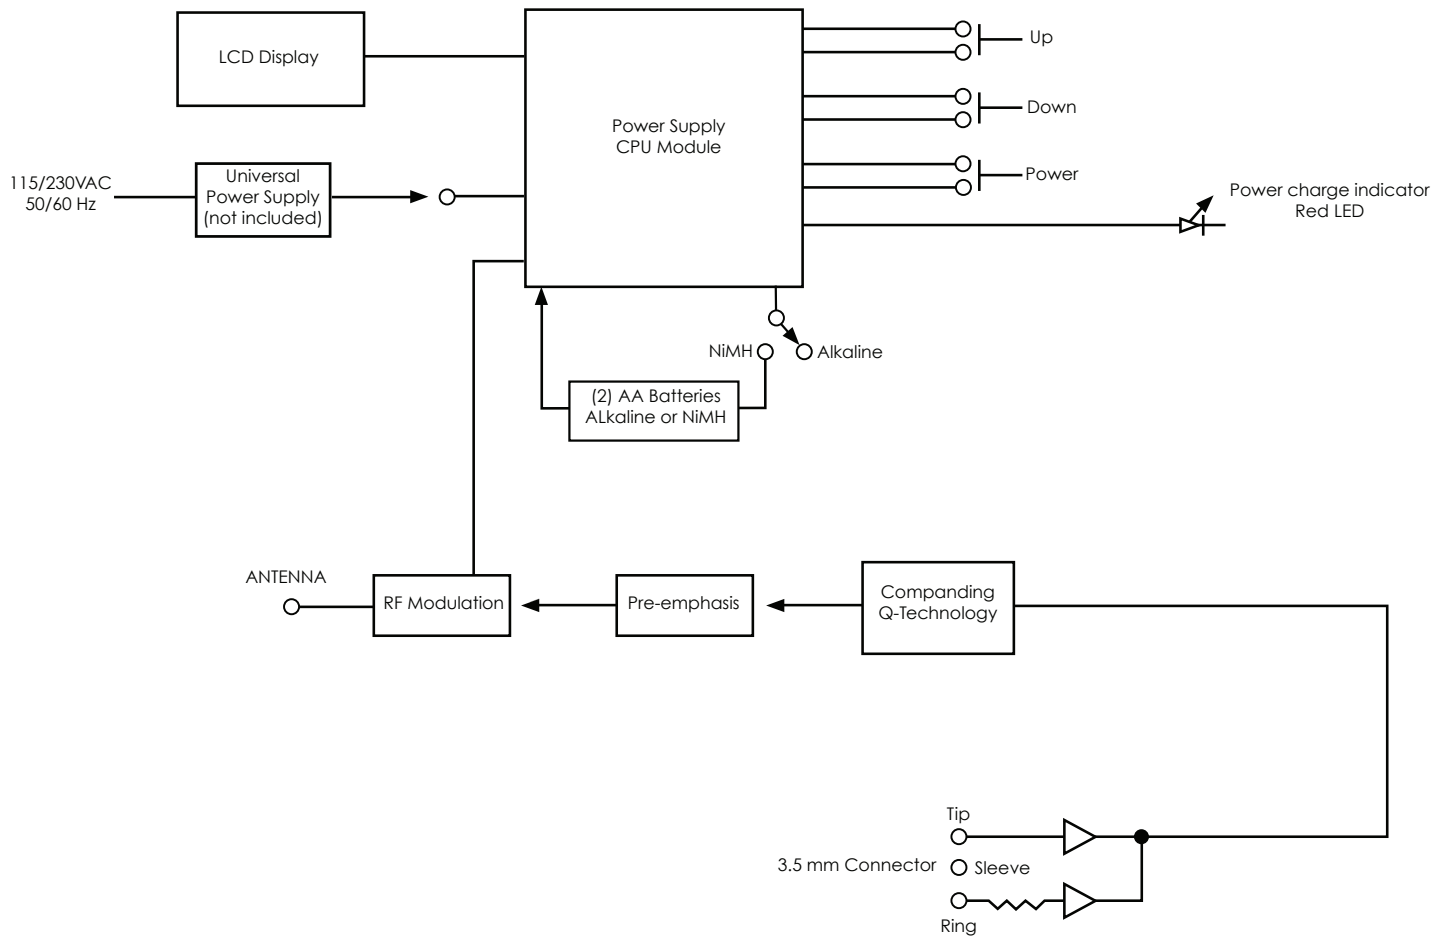 LCD Display
Power Supply
CPU Module
Up
Down
Power
115/230VAC
50/60 Hz
Universal
Power Supply
(not included)
Power charge indicator
Red LED
NiMH
Alkaline
(2) AA Batteries
ALkaline or NiMH
ANTENNA
RF Modulation
Pre-emphasis
Companding
Q-Technology
Tip
3.5 mm Connector
Sleeve
Ring